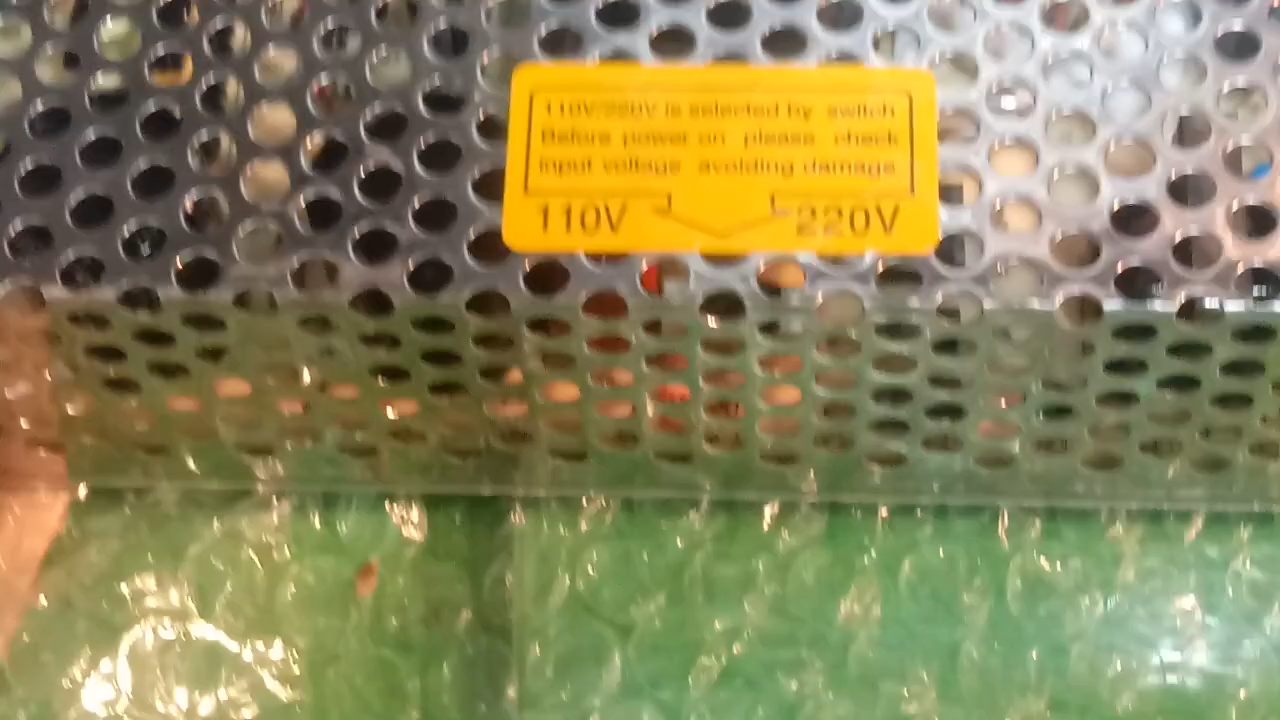 110V/220V is selected by switch
Before power on please check
input voltage avoiding damage
110V 220V